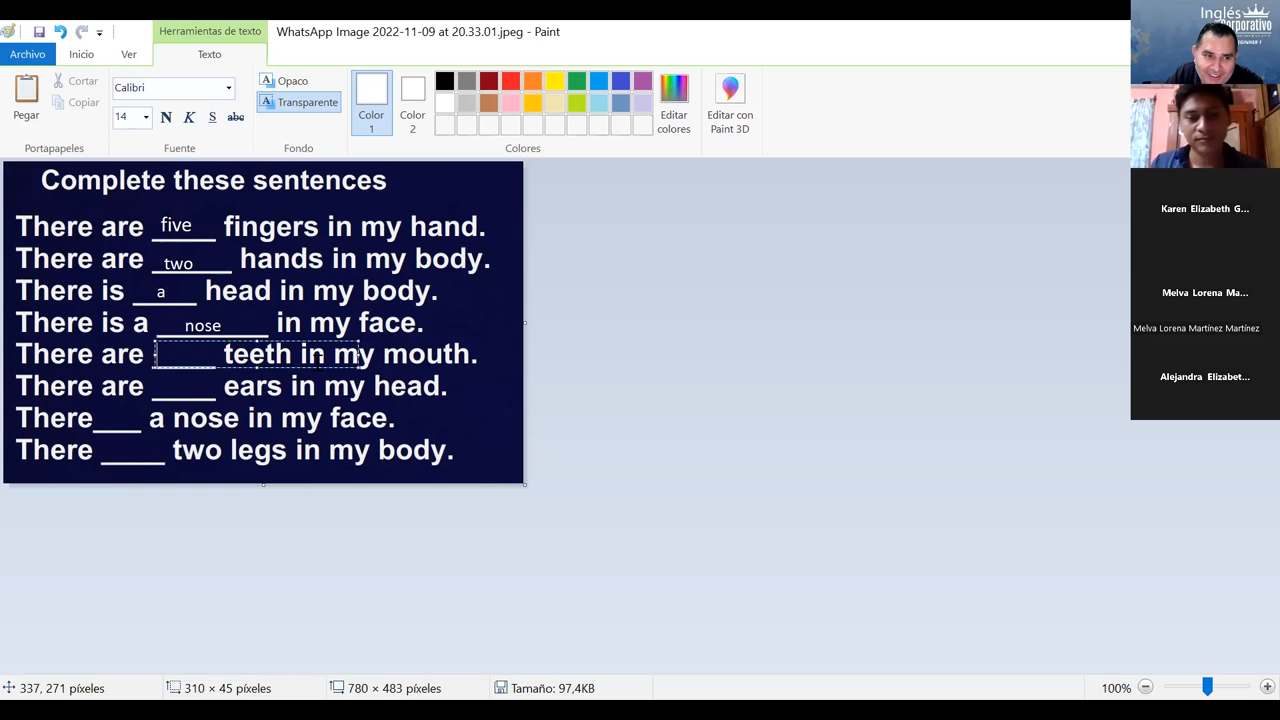 Herramientas de texto
WhatsApp Image 2022-11-09 at 20.33.01.jpeg - Paint
Archivo
Inicio
Ver
Texto
Pegar
Cortar
Copiar
Portapapeles
Calibri
14
N K S abc
Fuente
Opaco
Transparente
Fondo
Color 1
Color 2
Colores
Editar colores
Editar con Paint 3D
Inglés
Corporativo
BEGINNER 1
Karen Elizabeth G...
Melva Lorena Ma...
Melva Lorena Martínez Martínez
Alejandra Elizabet...
Complete these sentences
There are five fingers in my hand.
There are two hands in my body.
There is a head in my body.
There is a nose in my face.
There are ____ teeth in my mouth.
There are ____ ears in my head.
There___ a nose in my face.
There ____ two legs in my body.
337, 271 píxeles
310 × 45 píxeles
780 × 483 píxeles
Tamaño: 97,4KB
100%